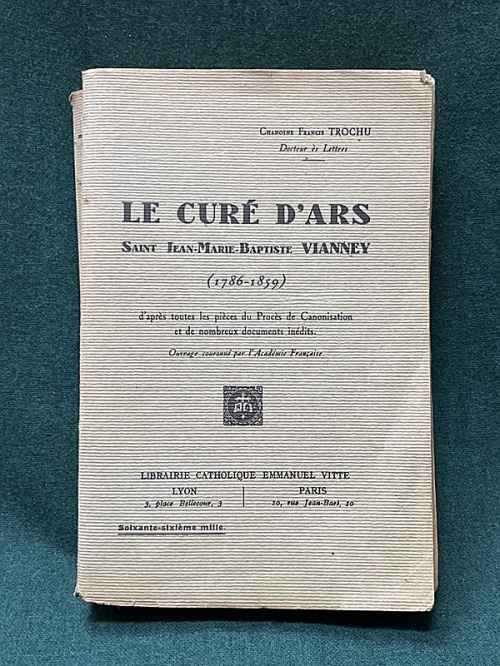 Chanoine Francis TROCHU
Docteur ès Lettres
LE CURÉ D'ARS
Saint Jean-Marie-Baptiste VIANNEY
(1786-1859)
d'après toutes les pièces du Procès de Canonisation
et de nombreux documents inédits.
Ouvrage couronné par l'Académie Française
LIBRAIRIE CATHOLIQUE EMMANUEL VITTE
LYON
3, place Bellecour, 3
PARIS
10, rue Jean-Bart, 10
Soixante-sixième mille.